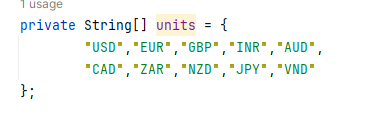 1 usage
private String[] units = {
"USD","EUR","GBP","INR","AUD",
"CAD","ZAR","NZD","JPY","VND"
};